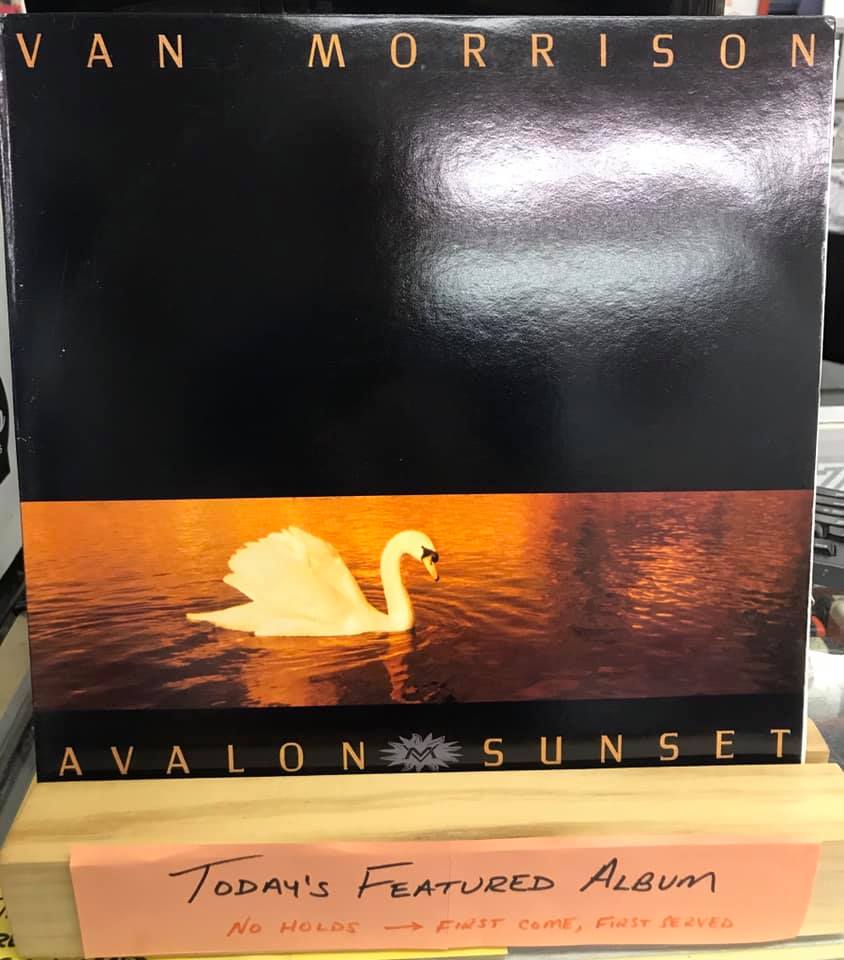 VAN MORRISON
AVALON SUNSET
TODAY'S FEATURED ALBUM
NO HOLDS → FIRST COME, FIRST SERVED